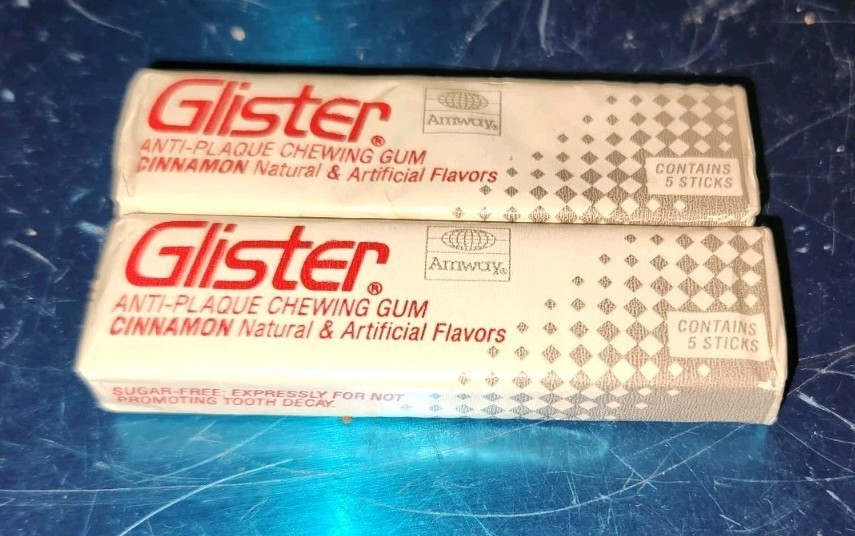 Glister®
Amway®
ANTI-PLAQUE CHEWING GUM
CINNAMON Natural & Artificial Flavors
CONTAINS
5 STICKS
Glister®
Amway®
ANTI-PLAQUE CHEWING GUM
CINNAMON Natural & Artificial Flavors
CONTAINS
5 STICKS
SUGAR-FREE: EXPRESSLY FOR NOT
PROMOTING TOOTH DECAY.